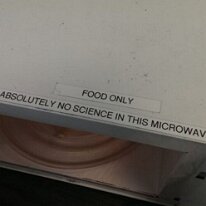 FOOD ONLY
ABSOLUTELY NO SCIENCE IN THIS MICROWAV